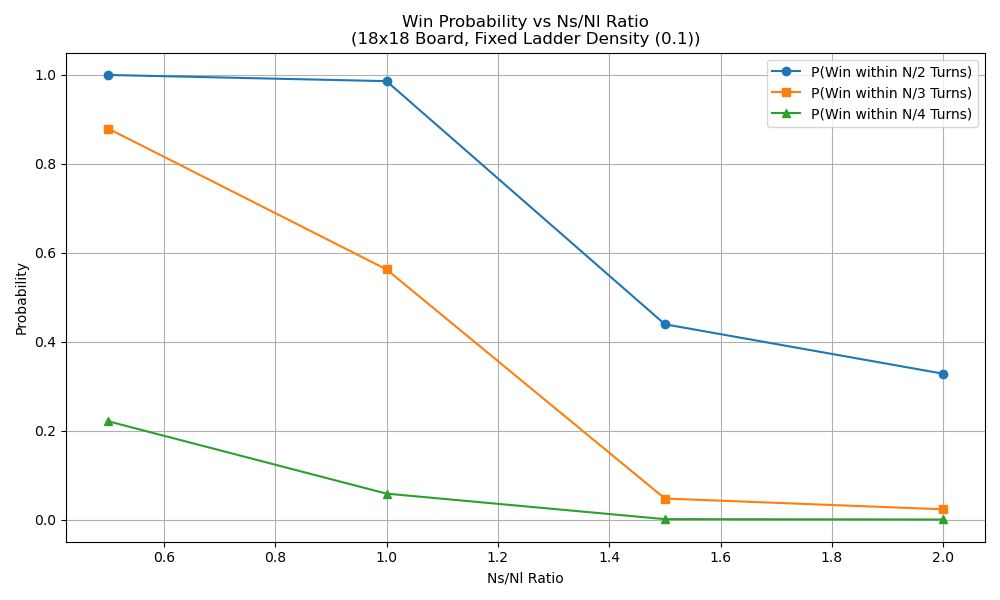 Win Probability vs Ns/Nl Ratio
(18x18 Board, Fixed Ladder Density (0.1))
P(Win within N/2 Turns)
P(Win within N/3 Turns)
P(Win within N/4 Turns)
Probability
1.0
0.8
0.6
0.4
0.2
0.0
0.6 0.8 1.0 1.2 1.4 1.6 1.8 2.0
Ns/Nl Ratio